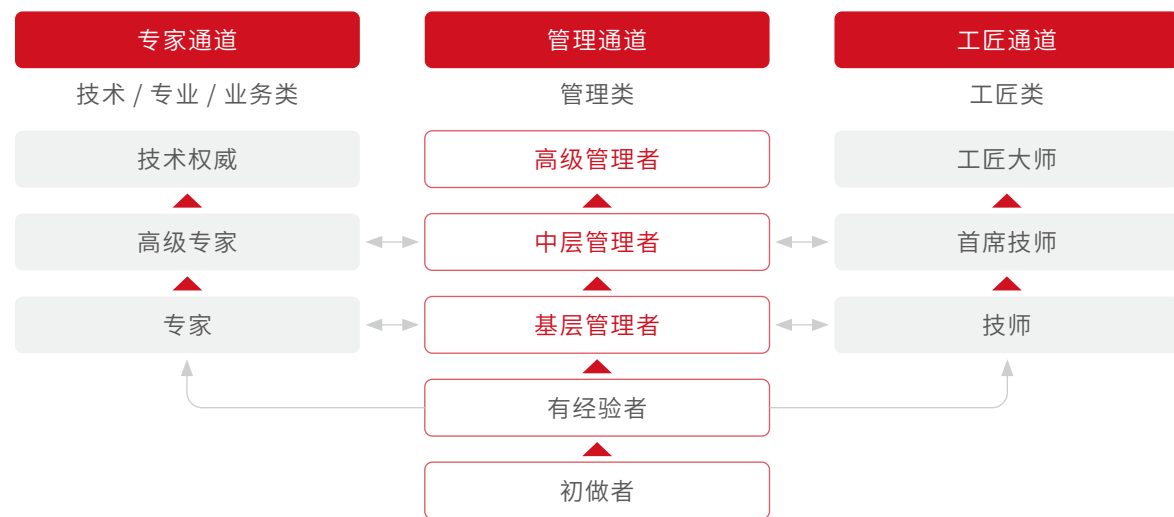 专家通道
管理通道
工匠通道
技术 / 专业 / 业务类
管理类
工匠类
技术权威
高级管理者
工匠大师
高级专家
中层管理者
首席技师
专家
基层管理者
技师
有经验者
初做者